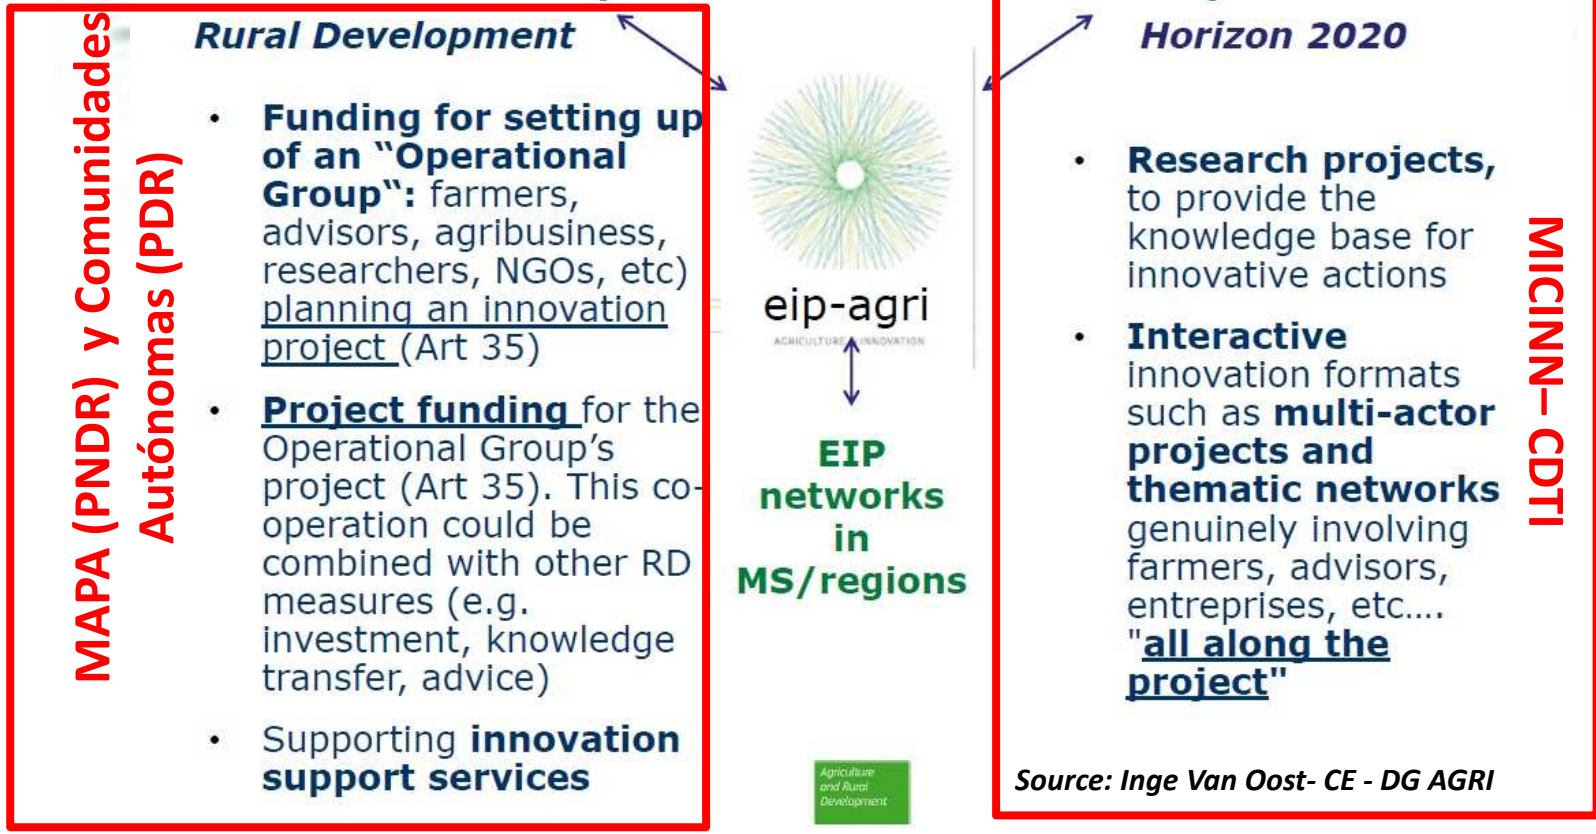 MAPA (PNDR) y Comunidades
Autónomas (PDR)
Rural Development
• Funding for setting up
of an “Operational
Group“: farmers,
advisors, agribusiness,
researchers, NGOs, etc)
planning an innovation
project (Art 35)
• Project funding for the
Operational Group’s
project (Art 35). This co-
operation could be
combined with other RD
measures (e.g.
investment, knowledge
transfer, advice)
• Supporting innovation
support services
eip-agri
AGRICULTURE & INNOVATION
EIP
networks
in
MS/regions
Agriculture
and Rural
Development
Horizon 2020
• Research projects,
to provide the
knowledge base for
innovative actions
• Interactive
innovation formats
such as multi-actor
projects and
thematic networks
genuinely involving
farmers, advisors,
entreprises, etc….
"all along the
project"
MICINN– CDTI
Source: Inge Van Oost- CE - DG AGRI